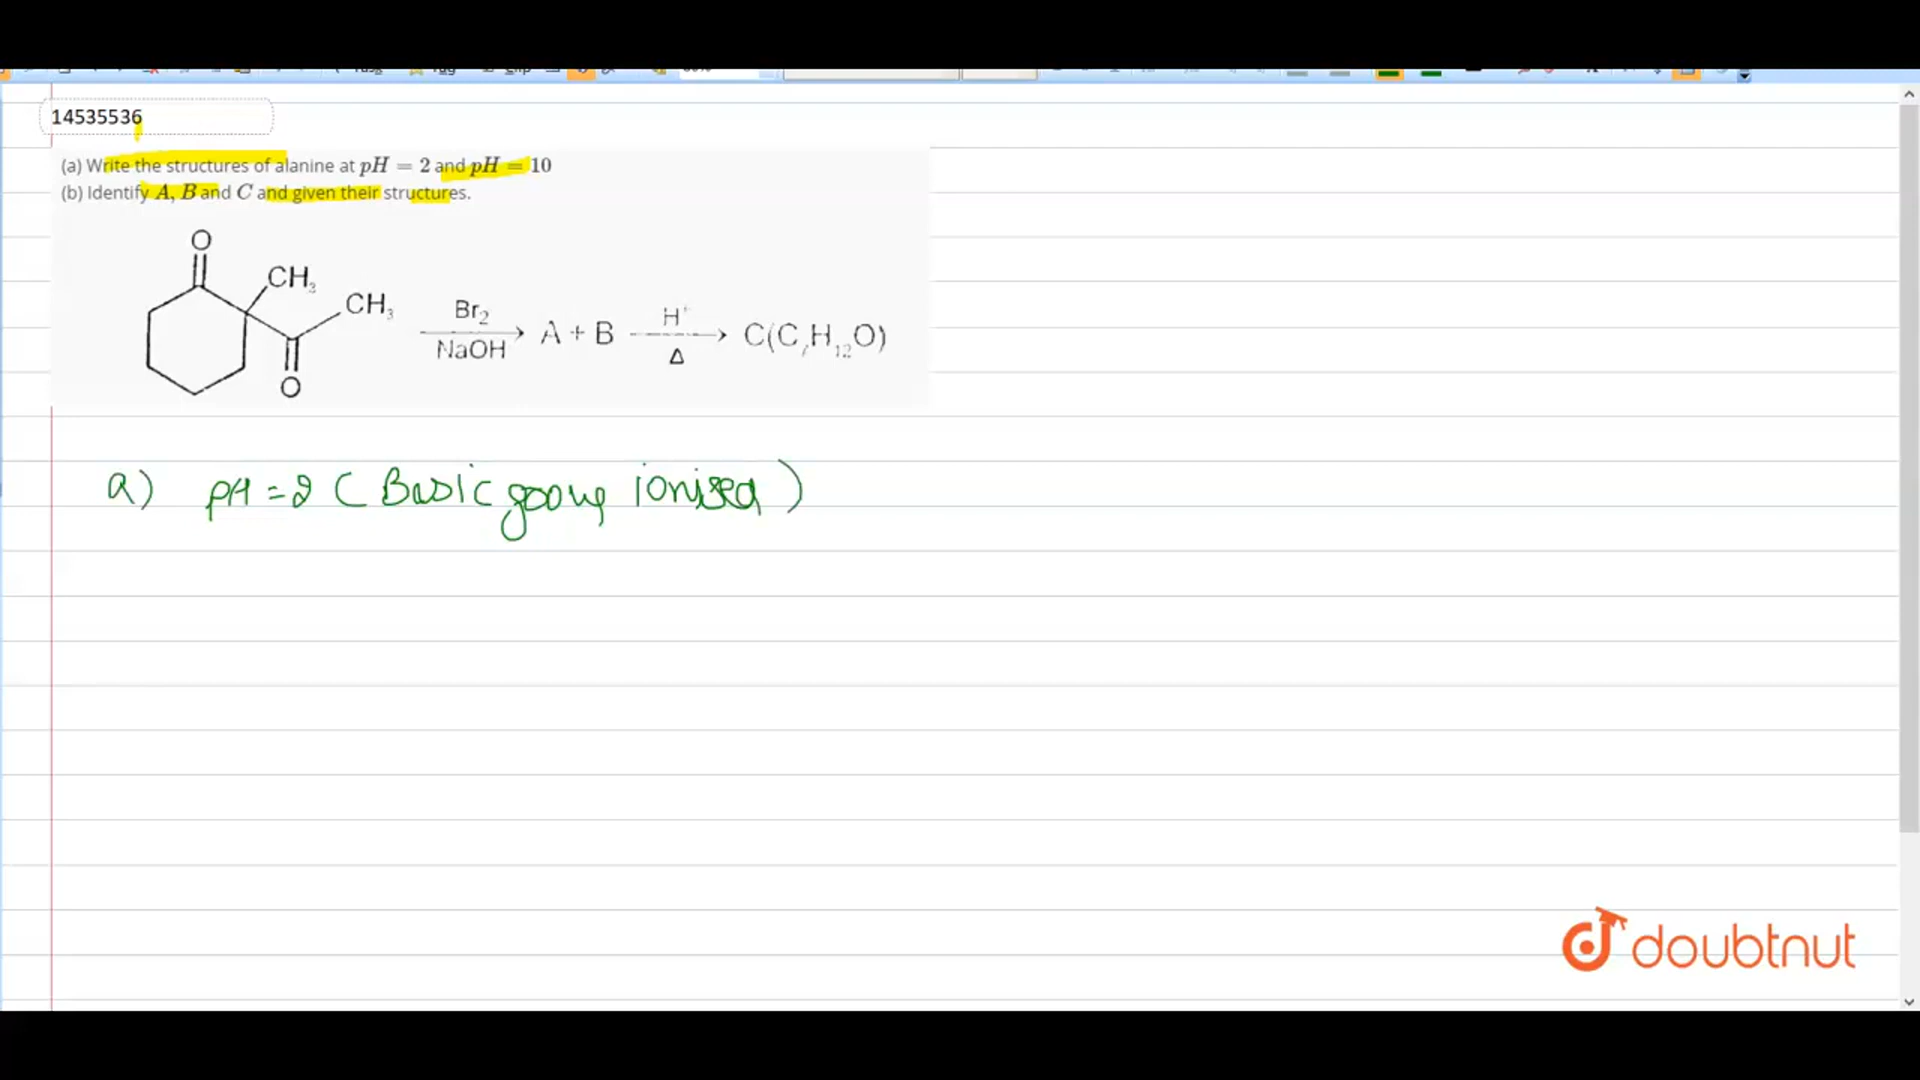 14535536
(a) Write the structures of alanine at pH = 2 and pH = 10
(b) Identify A, B and C and given their structures.
O
CH3
CH3
O
Br2
NaOH
A + B
H+
Δ
C(C7H12O)
a) pH = 2 (Basic group ionised)
doubtnut